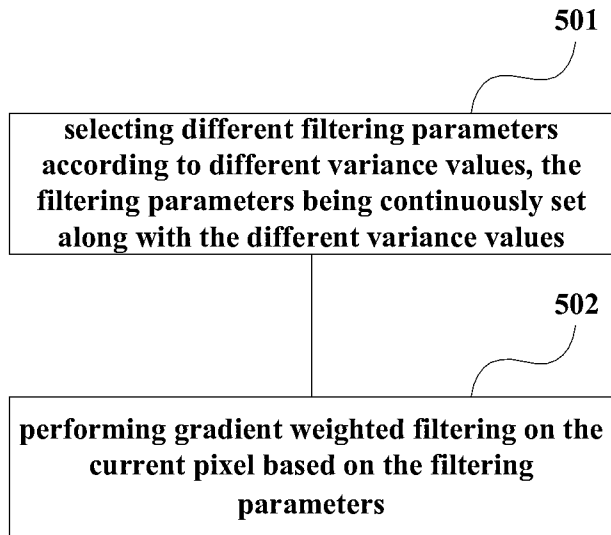 501
selecting different filtering parameters
according to different variance values, the
filtering parameters being continuously set
along with the different variance values
502
performing gradient weighted filtering on the
current pixel based on the filtering
parameters